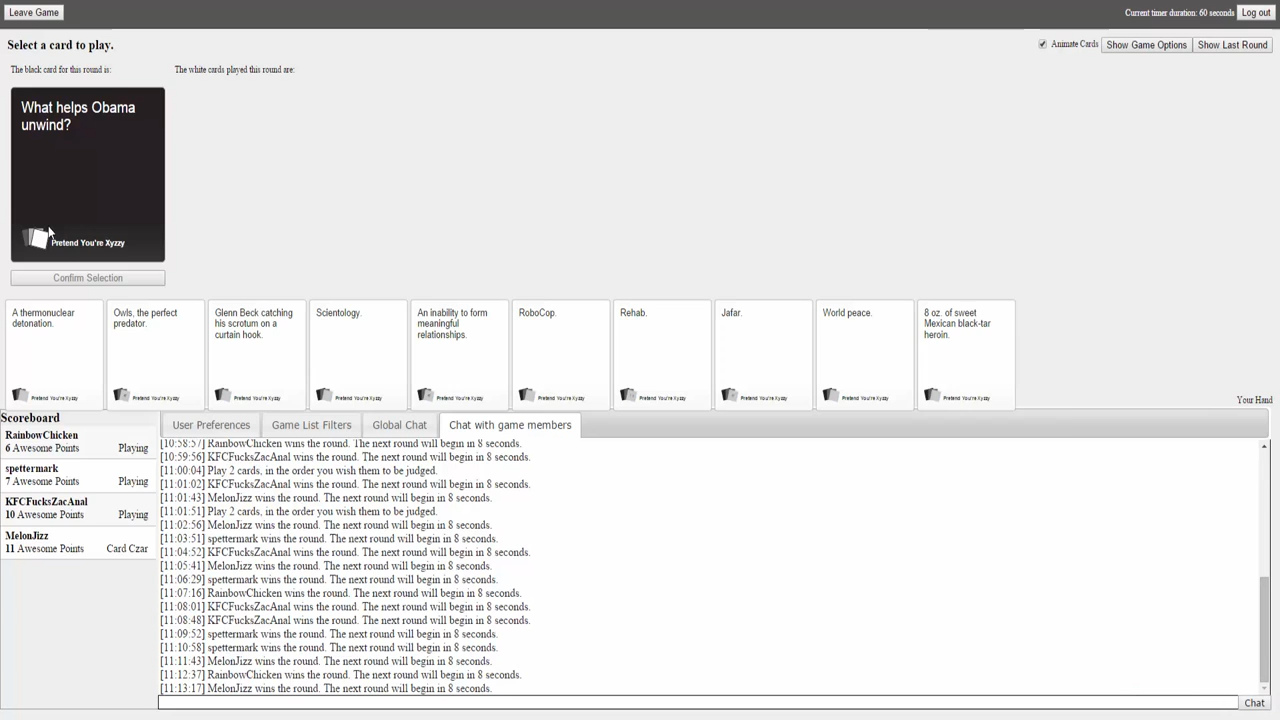 Leave Game
Current timer duration: 60 seconds
Log out
Select a card to play.
Animate Cards
Show Game Options
Show Last Round
The black card for this round is:
The white cards played this round are:
What helps Obama
unwind?
Pretend You're Xyzzy
Confirm Selection
A thermonuclear
detonation.
Pretend You're Xyzzy
Owls, the perfect
predator.
Pretend You're Xyzzy
Glenn Beck catching
his scrotum on a
curtain hook.
Pretend You're Xyzzy
Scientology.
Pretend You're Xyzzy
An inability to form
meaningful
relationships.
Pretend You're Xyzzy
RoboCop.
Pretend You're Xyzzy
Rehab.
Pretend You're Xyzzy
Jafar.
Pretend You're Xyzzy
World peace.
Pretend You're Xyzzy
8 oz. of sweet
Mexican black-tar
heroin.
Pretend You're Xyzzy
Your Hand
Scoreboard
RainbowChicken
6 Awesome Points Playing
spettermark
7 Awesome Points Playing
KFCFucksZacAnal
10 Awesome Points Playing
MelonJizz
11 Awesome Points Card Czar
User Preferences
Game List Filters
Global Chat
Chat with game members
[10:58:57] RainbowChicken wins the round. The next round will begin in 8 seconds.
[10:59:56] KFCFucksZacAnal wins the round. The next round will begin in 8 seconds.
[11:00:04] Play 2 cards, in the order you wish them to be judged.
[11:01:02] KFCFucksZacAnal wins the round. The next round will begin in 8 seconds.
[11:01:43] MelonJizz wins the round. The next round will begin in 8 seconds.
[11:01:51] Play 2 cards, in the order you wish them to be judged.
[11:02:56] MelonJizz wins the round. The next round will begin in 8 seconds.
[11:03:51] spettermark wins the round. The next round will begin in 8 seconds.
[11:04:52] KFCFucksZacAnal wins the round. The next round will begin in 8 seconds.
[11:05:41] MelonJizz wins the round. The next round will begin in 8 seconds.
[11:06:29] spettermark wins the round. The next round will begin in 8 seconds.
[11:07:16] RainbowChicken wins the round. The next round will begin in 8 seconds.
[11:08:01] KFCFucksZacAnal wins the round. The next round will begin in 8 seconds.
[11:08:48] KFCFucksZacAnal wins the round. The next round will begin in 8 seconds.
[11:09:52] spettermark wins the round. The next round will begin in 8 seconds.
[11:10:58] spettermark wins the round. The next round will begin in 8 seconds.
[11:11:43] MelonJizz wins the round. The next round will begin in 8 seconds.
[11:12:37] RainbowChicken wins the round. The next round will begin in 8 seconds.
[11:13:17] MelonJizz wins the round. The next round will begin in 8 seconds.
Chat